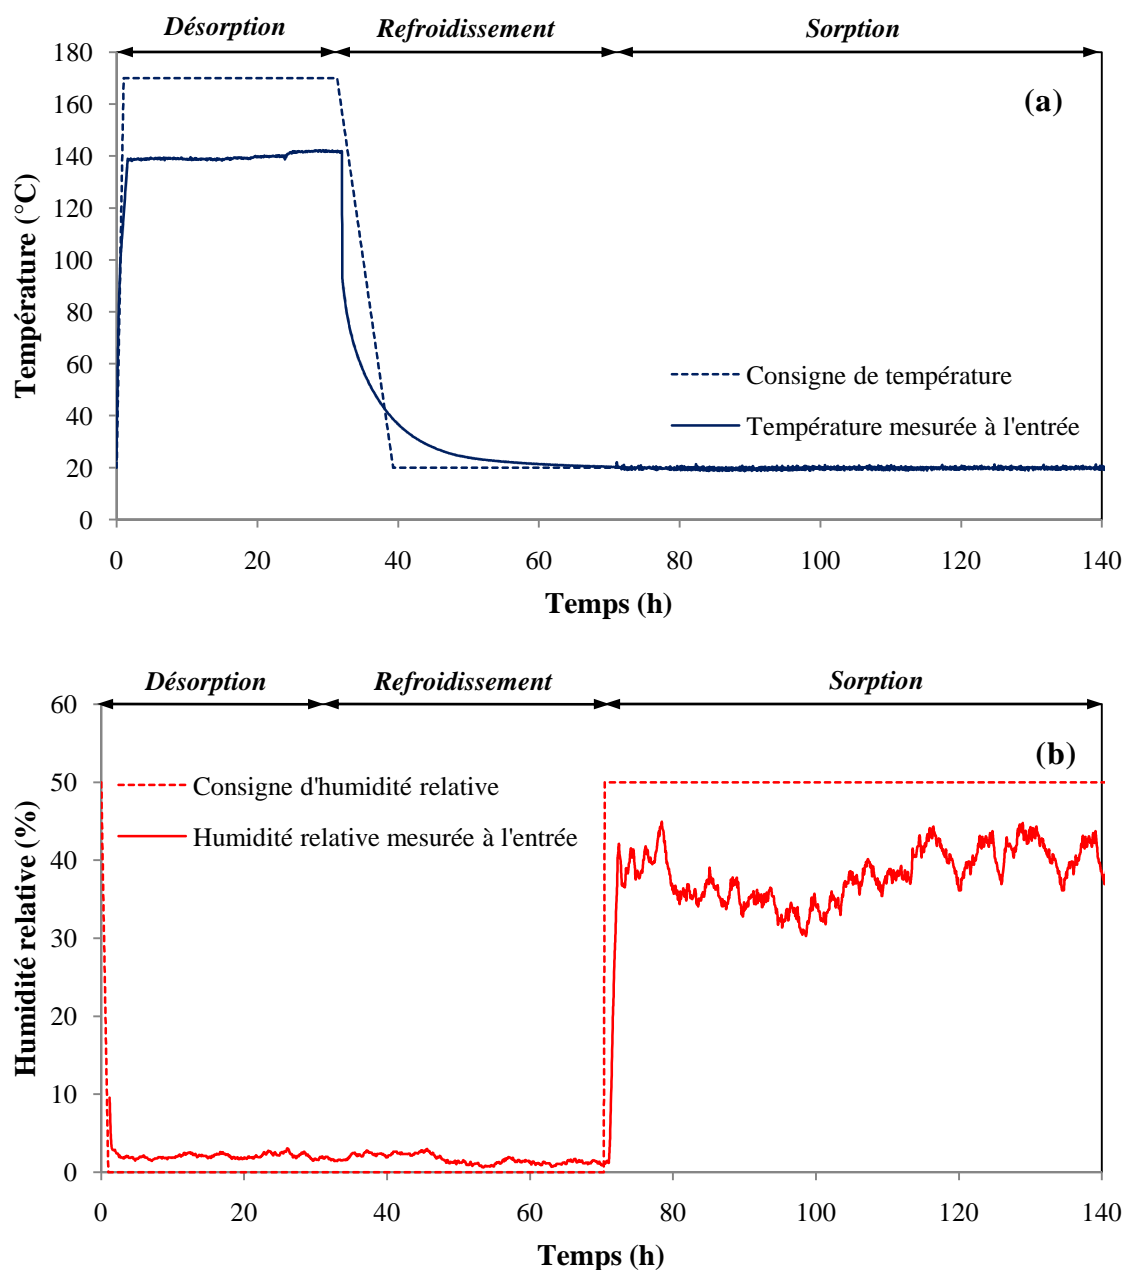 Désorption Refroidissement Sorption
180
160
140
120
100
80
60
40
20
0
Température (°C)
(a)
Consigne de température
Température mesurée à l'entrée
0 20 40 60 80 100 120 140
Temps (h)
Désorption Refroidissement Sorption
60
50
40
30
20
10
0
Humidité relative (%)
(b)
Consigne d'humidité relative
Humidité relative mesurée à l'entrée
0 20 40 60 80 100 120 140
Temps (h)